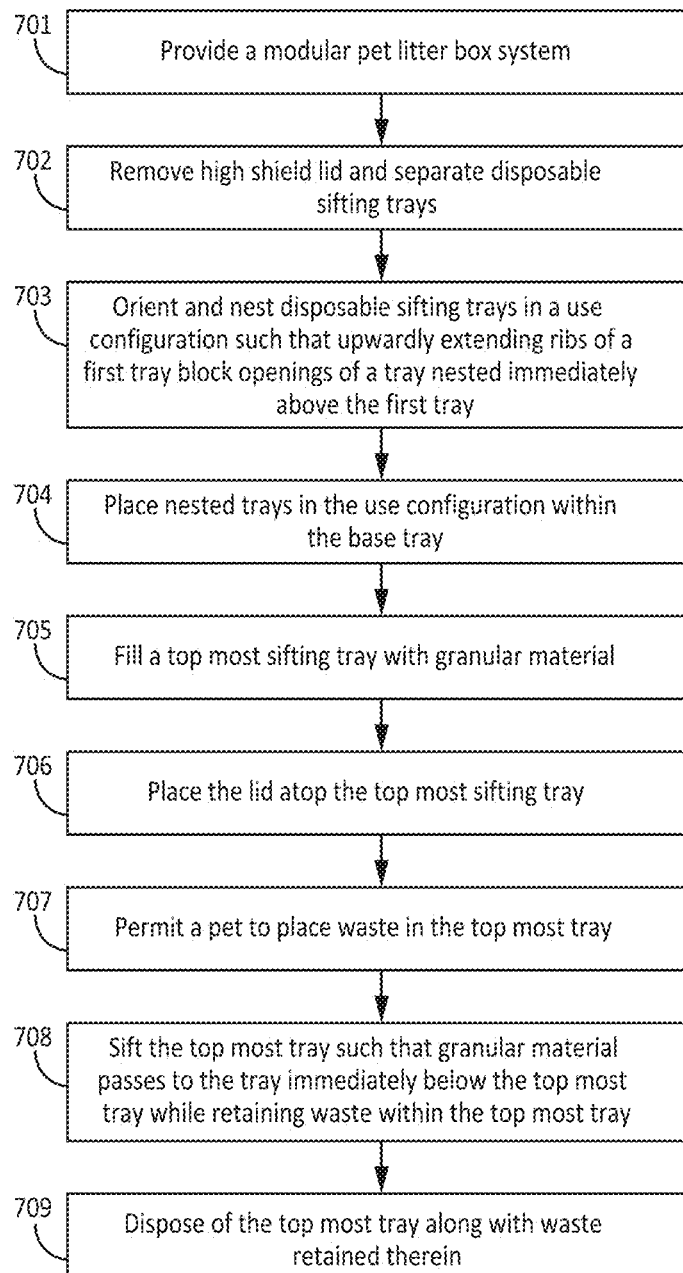 701
Provide a modular pet litter box system
702
Remove high shield lid and separate disposable
sifting trays
703
Orient and nest disposable sifting trays in a use
configuration such that upwardly extending ribs of a
first tray block openings of a tray nested immediately
above the first tray
704
Place nested trays in the use configuration within
the base tray
705
Fill a top most sifting tray with granular material
706
Place the lid atop the top most sifting tray
707
Permit a pet to place waste in the top most tray
708
Sift the top most tray such that granular material
passes to the tray immediately below the top most
tray while retaining waste within the top most tray
709
Dispose of the top most tray along with waste
retained therein